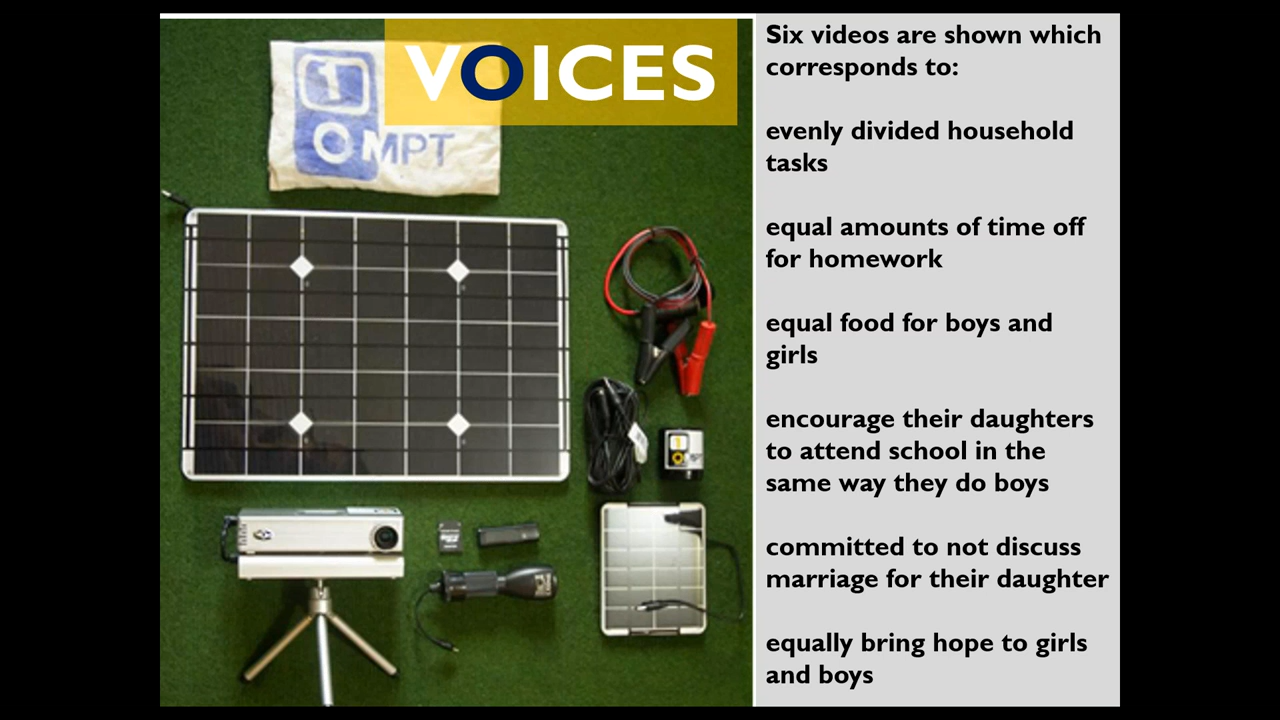 VOICES
1
OMPT
Six videos are shown which
corresponds to:
evenly divided household
tasks
equal amounts of time off
for homework
equal food for boys and
girls
encourage their daughters
to attend school in the
same way they do boys
committed to not discuss
marriage for their daughter
equally bring hope to girls
and boys